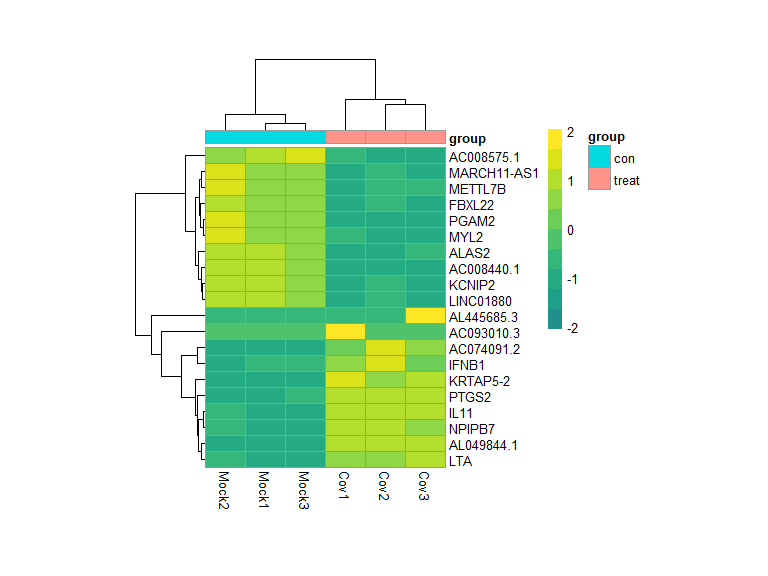 group
AC008575.1
MARCH11-AS1
METTL7B
FBXL22
PGAM2
MYL2
ALAS2
AC008440.1
KCNIP2
LINC01880
AL445685.3
AC093010.3
AC074091.2
IFNB1
KRTAP5-2
PTGS2
IL11
NPIPB7
AL049844.1
LTA
Mock2
Mock1
Mock3
Cov1
Cov2
Cov3
2
1
0
-1
-2
group
con
treat